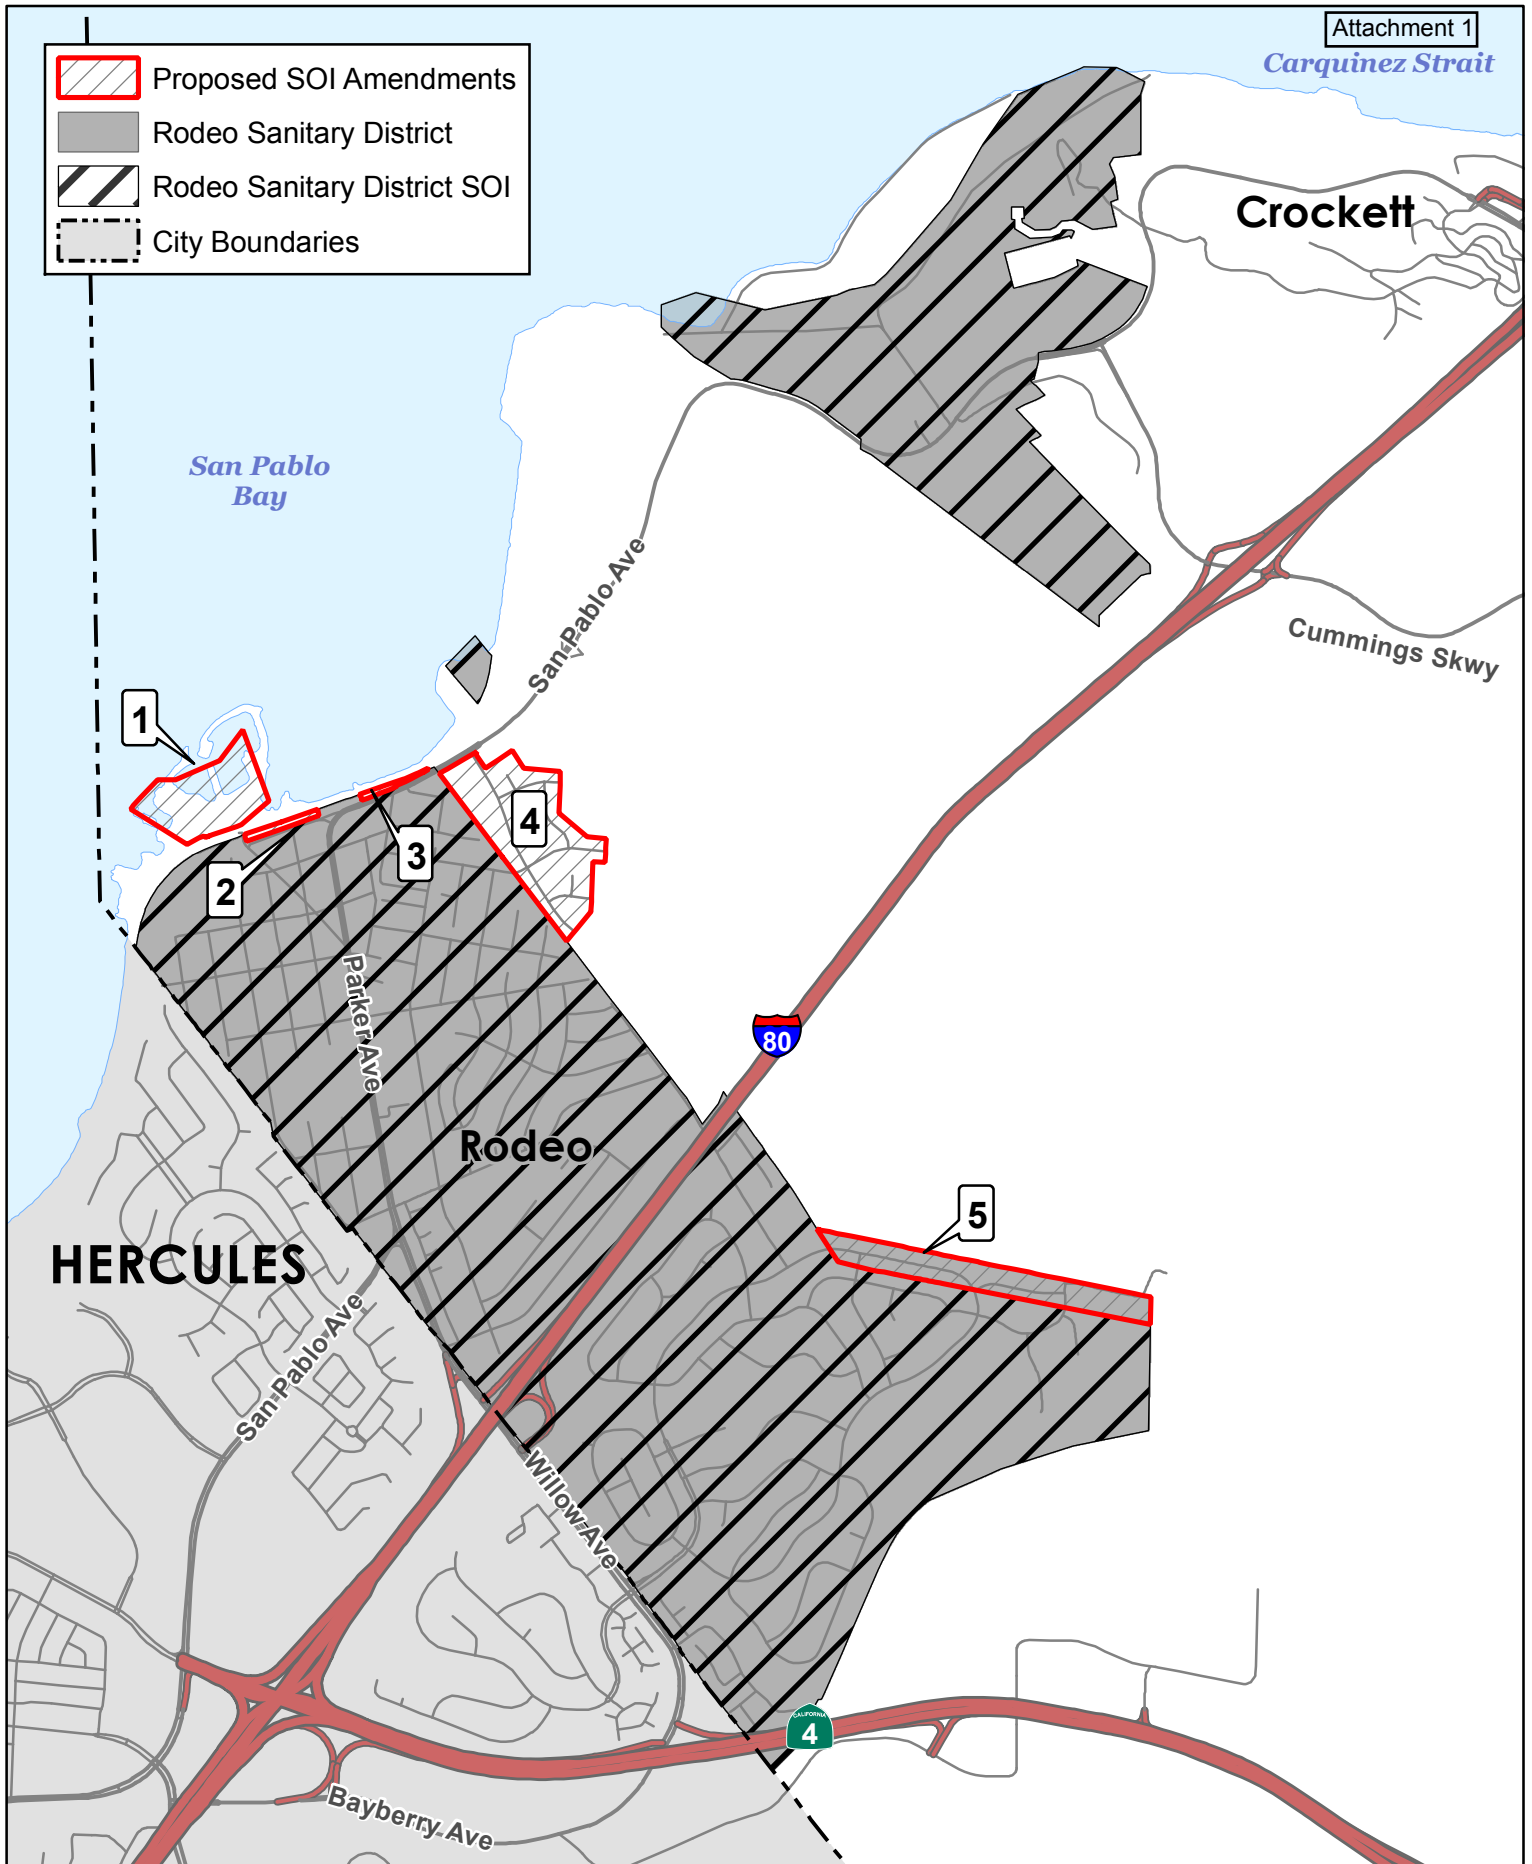 Attachment 1
Carquinez Strait
Proposed SOI Amendments
Rodeo Sanitary District
Rodeo Sanitary District SOI
City Boundaries
Crockett
San Pablo
Bay
San Pablo Ave
Cummings Skwy
1
2
3
4
Parker Ave
80
Rodeo
5
HERCULES
San Pablo Ave
Willow Ave
CALIFORNIA
4
Bayberry Ave